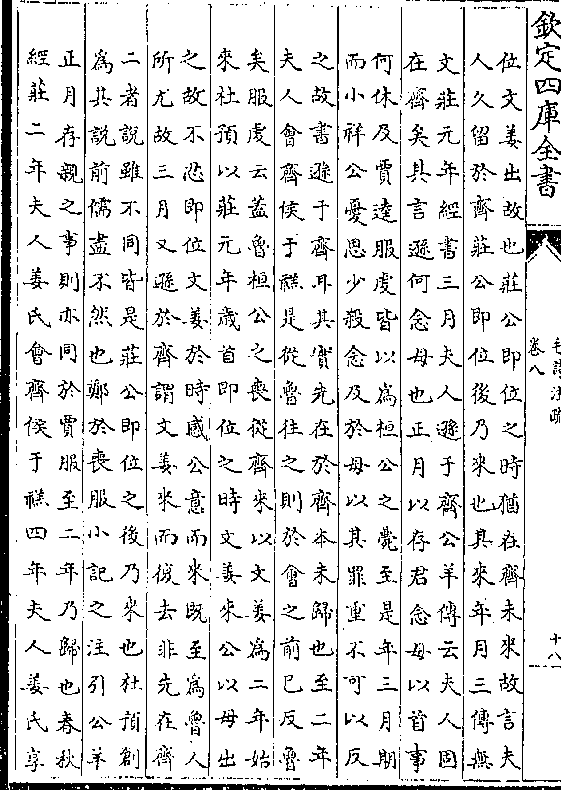 欽定四庫全書
毛詩注疏
卷八
十八
位文姜出故也莊公即位之時猶在齊未來故言夫
人久留於齊莊公即位後乃來也其來年月三傳無
文莊元年經書三月夫人遜于齊公羊傳云夫人固
在齊矣其言遜何念母也正月以存君念母以首事
何休及賈逵服虔皆以為桓公之薨至是年三月期
而小祥公憂思少殺念及於母以其罪重不可以反
之故書遜于齊耳其實先在於齊本未歸也至二年
夫人會齊侯于禚是從魯往之則於會之前已反魯
矣服虔云蓋魯桓公之喪從齊來以文姜為二年始
來杜預以莊元年歲首即位之時文姜來公以母出
之故不忍即位文姜於時感公意而來既至為魯人
所尤故三月又遜於齊謂文姜來而復去非先在齊
二者說雖不同皆是莊公即位之後乃來也杜預創
為其說前儒盡不然也鄭於喪服小記之注引公羊
正月存親之事則亦同於賈服至二年乃歸也春秋
經莊二年夫人姜氏會齊侯于禚四年夫人姜氏享